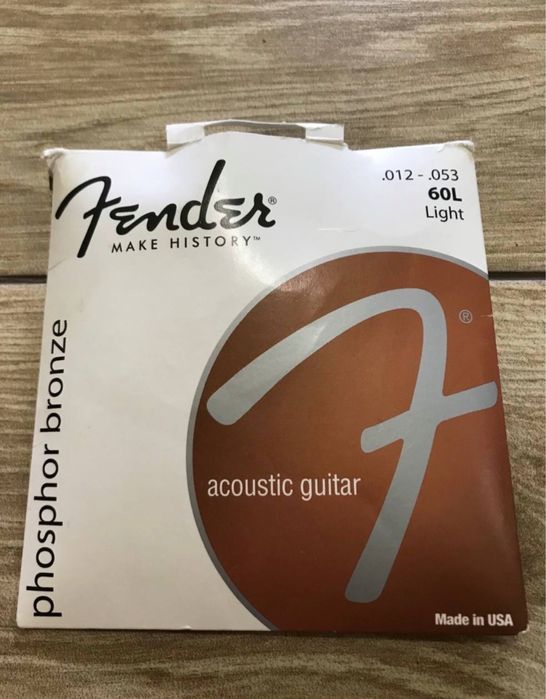 Fender®
MAKE HISTORY™
.012 - .053
60L
Light
phosphor bronze
F®
acoustic guitar
Made in USA